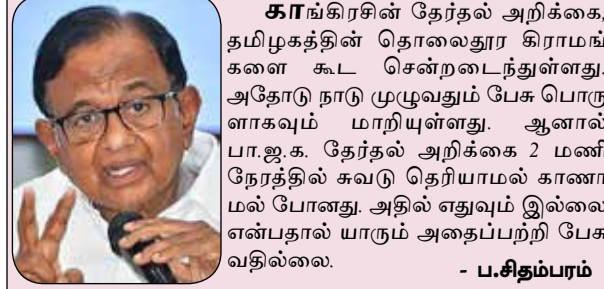 காங்கிரசின் தேர்தல் அறிக்கை,
தமிழகத்தின் தொலைதூர கிராமங்
களை கூட சென்றடைந்துள்ளது.
அதோடு நாடு முழுவதும் பேசு பொரு
ளாகவும் மாறியுள்ளது. ஆனால்
பா.ஜ.க. தேர்தல் அறிக்கை 2 மணி
நேரத்தில் சுவடு தெரியாமல் காணா
மல் போனது. அதில் எதுவும் இல்லை
என்பதால் யாரும் அதைப்பற்றி பேசு
வதில்லை.
- ப.சிதம்பரம்